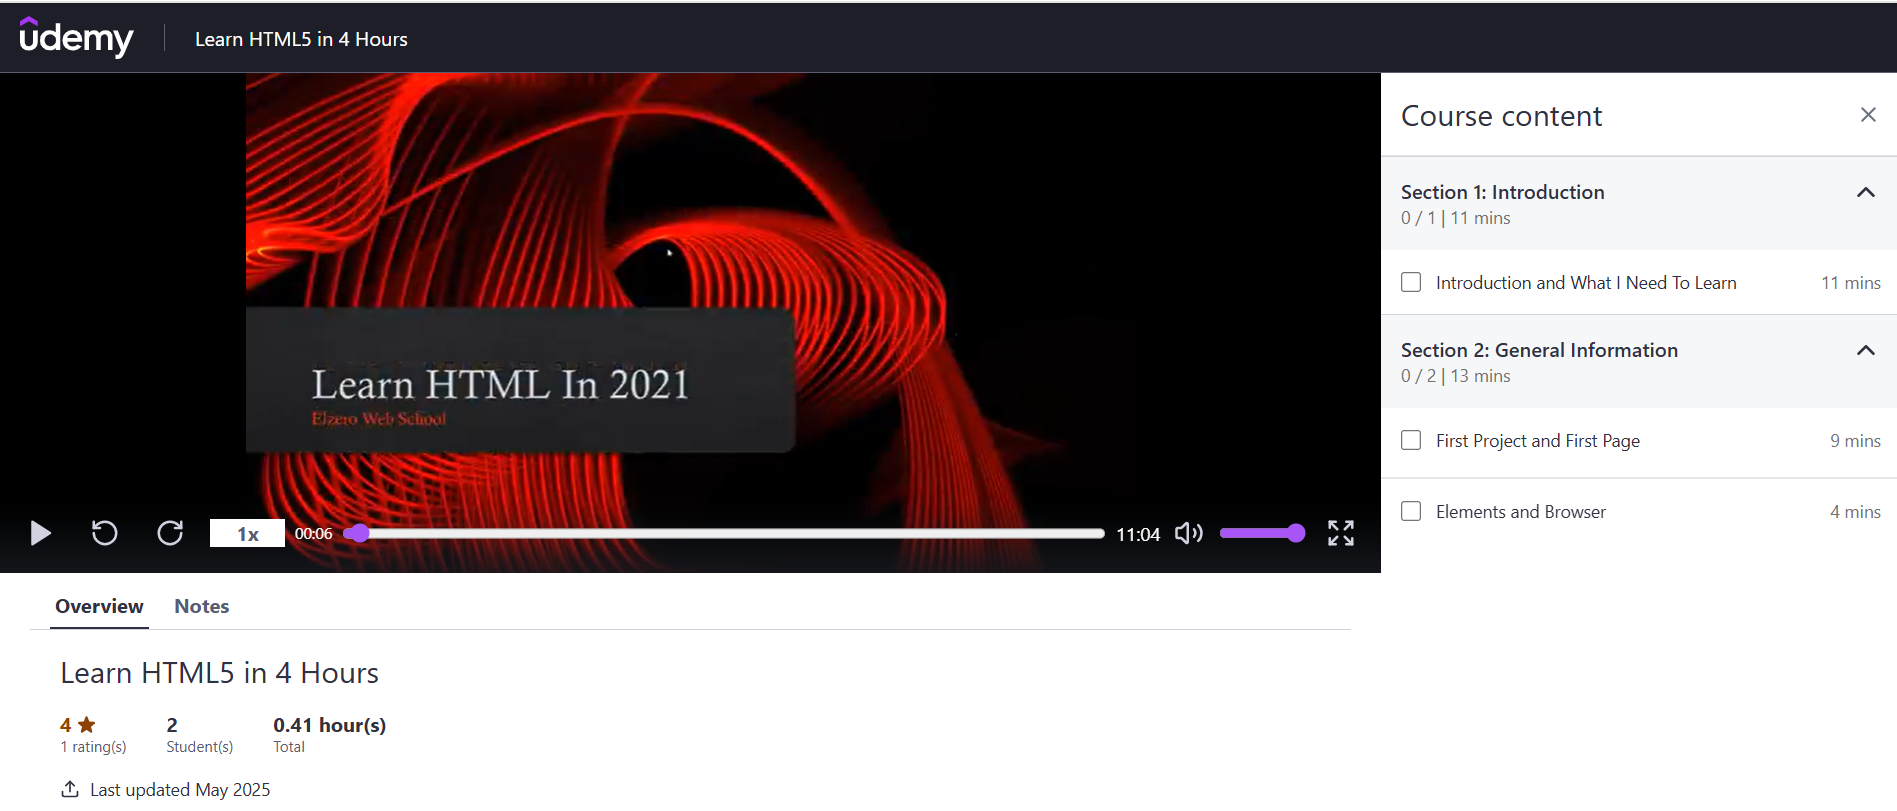 udemy
Learn HTML5 in 4 Hours
Learn HTML In 2021
Elzero Web School
1x
00:06
11:04
Course content
Section 1: Introduction
0 / 1 | 11 mins
Introduction and What I Need To Learn
11 mins
Section 2: General Information
0 / 2 | 13 mins
First Project and First Page
9 mins
Elements and Browser
4 mins
Overview
Notes
Learn HTML5 in 4 Hours
4
2
0.41 hour(s)
1 rating(s)
Student(s)
Total
Last updated May 2025